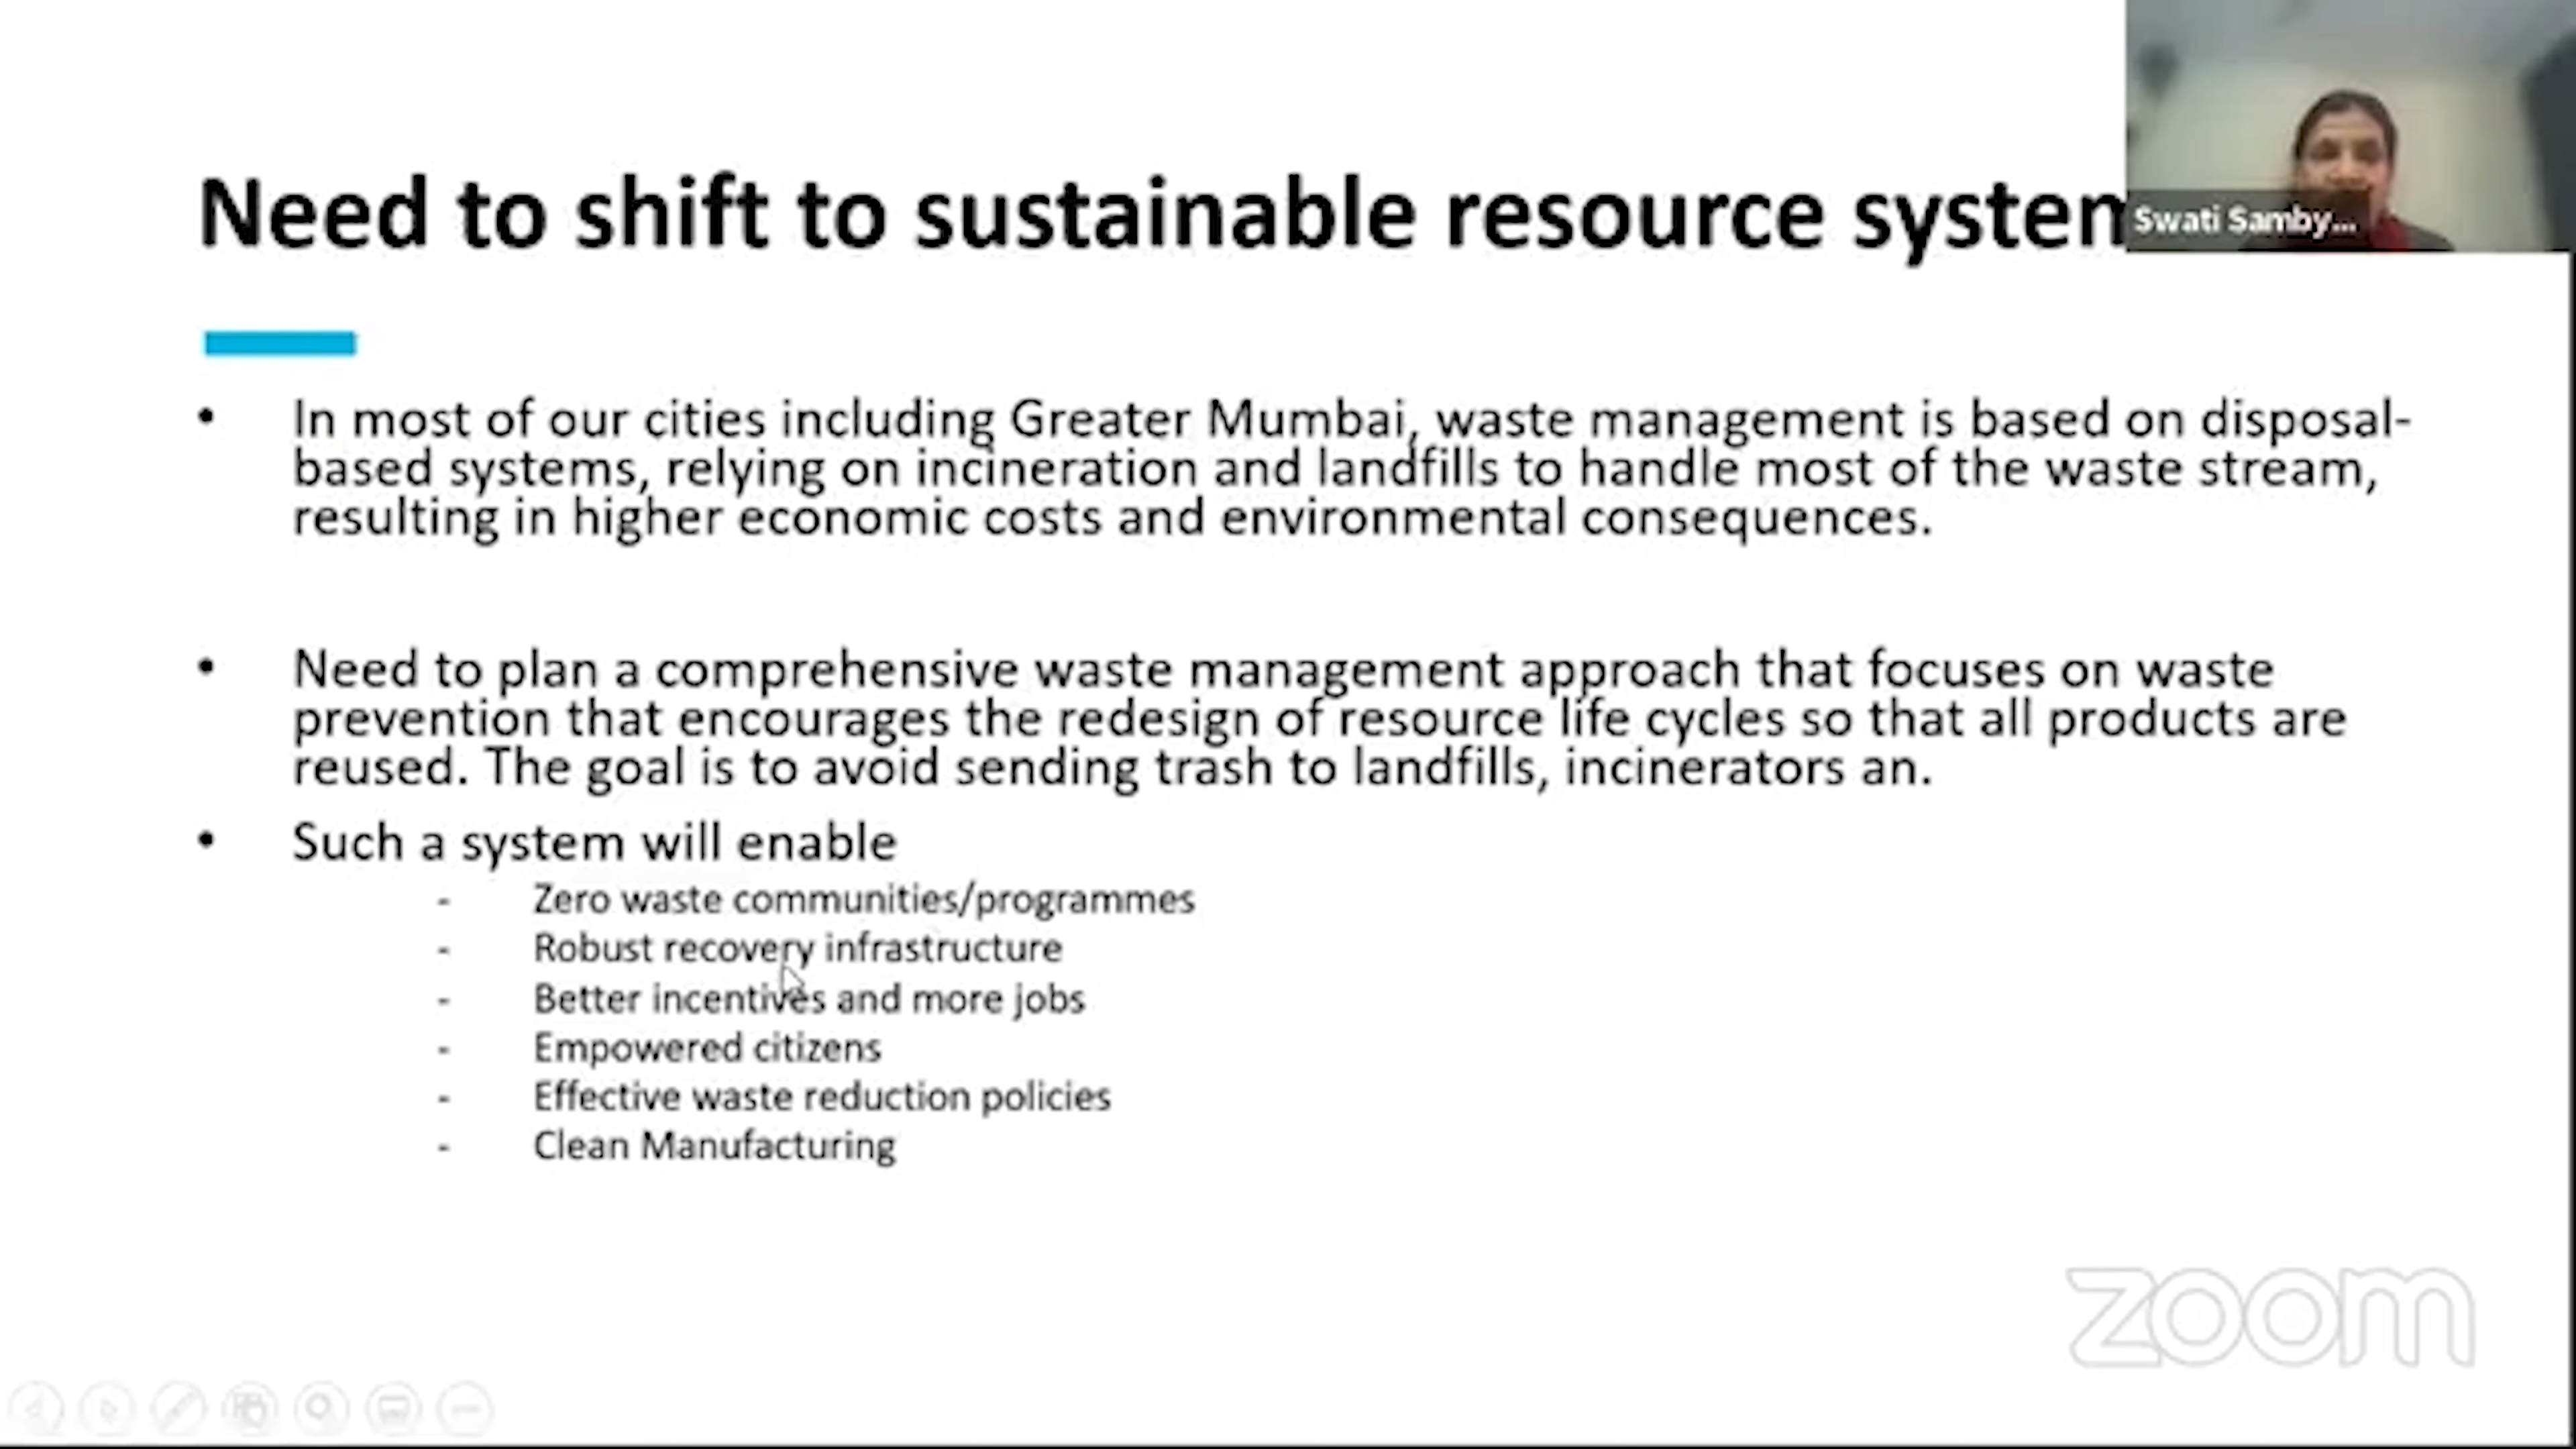 Need to shift to sustainable resource system
Swati Samby...
• In most of our cities including Greater Mumbai, waste management is based on disposal-
based systems, relying on incineration and landfills to handle most of the waste stream,
resulting in higher economic costs and environmental consequences.
• Need to plan a comprehensive waste management approach that focuses on waste
prevention that encourages the redesign of resource life cycles so that all products are
reused. The goal is to avoid sending trash to landfills, incinerators an.
• Such a system will enable
- Zero waste communities/programmes
- Robust recovery infrastructure
- Better incentives and more jobs
- Empowered citizens
- Effective waste reduction policies
- Clean Manufacturing
zoom